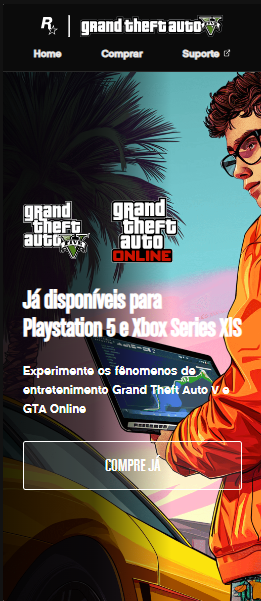 R
grand theft auto V
Home Comprar Suporte
grand theft auto V
grand theft auto ONLINE
Já disponíveis para
Playstation 5 e Xbox Series X|S
Experimente os fênomenos de
entretenimento Grand Theft Auto V e
GTA Online
COMPRE JÁ